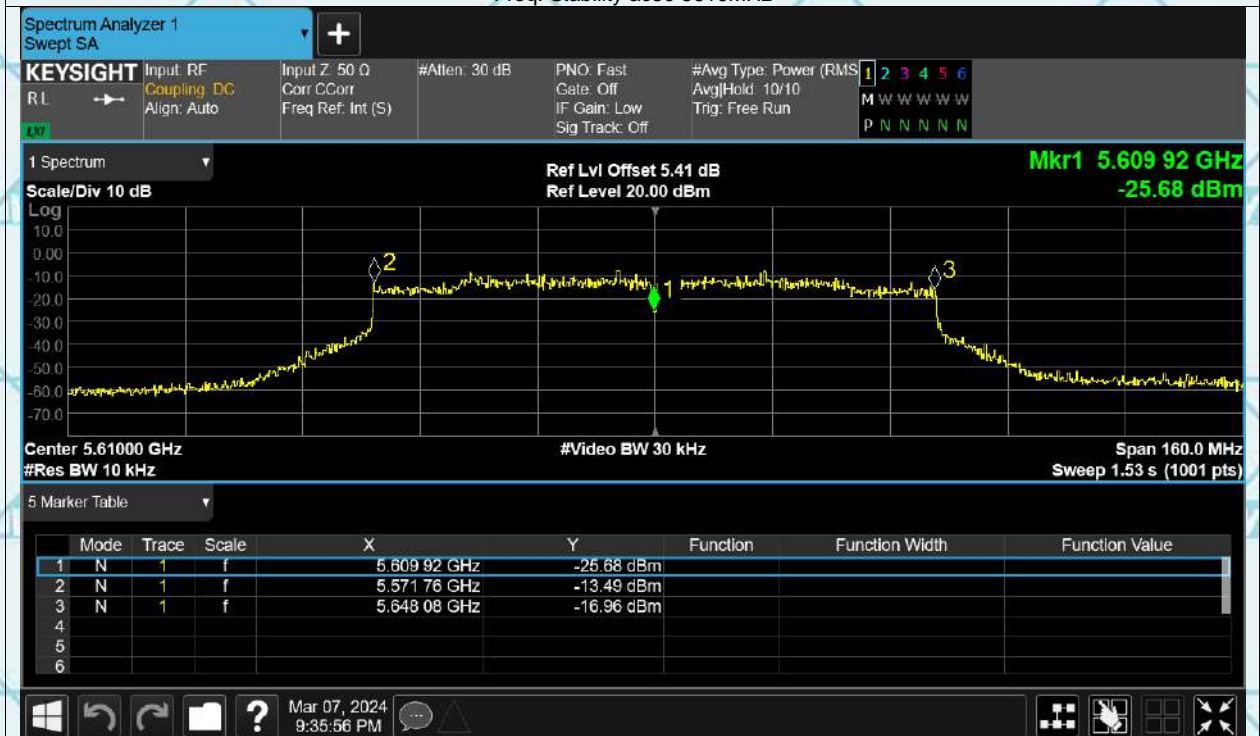 Spectrum Analyzer 1
Swept SA
+
KEYSIGHT
RL
LXI
Input: RF
Coupling: DC
Align: Auto
Input Z: 50 Ω
Corr CCorr
Freq Ref: Int (S)
#Atten: 30 dB
PNO: Fast
Gate: Off
IF Gain: Low
Sig Track: Off
#Avg Type: Power (RMS
Avg|Hold: 10/10
Trig: Free Run
1 2 3 4 5 6
M W W W W W
P N N N N N
1 Spectrum
Scale/Div 10 dB
Ref Lvl Offset 5.41 dB
Ref Level 20.00 dBm
Mkr1 5.609 92 GHz
-25.68 dBm
Log
10.0
0.00
-10.0
-20.0
-30.0
-40.0
-50.0
-60.0
-70.0
2
1
3
Center 5.61000 GHz
#Video BW 30 kHz
Span 160.0 MHz
#Res BW 10 kHz
Sweep 1.53 s (1001 pts)
5 Marker Table
Mode Trace Scale X Y Function Function Width Function Value
1 N 1 f 5.609 92 GHz -25.68 dBm
2 N 1 f 5.571 76 GHz -13.49 dBm
3 N 1 f 5.648 08 GHz -16.96 dBm
4
5
6
?
Mar 07, 2024
9:35:56 PM